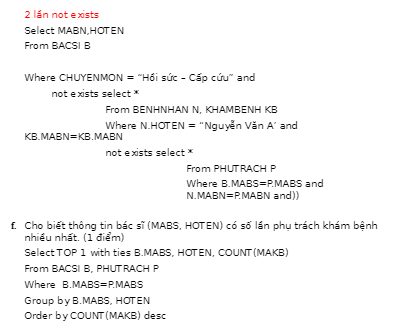 2 lần not exists
Select MABN,HOTEN
From BACSI B
Where CHUYENMON = “Hồi sức – Cấp cứu” and
not exists select *
From BENHNHAN N, KHAMBENH KB
Where N.HOTEN = “Nguyễn Văn A’ and
KB.MABN=KB.MABN
not exists select *
From PHUTRACH P
Where B.MABS=P.MABS and
N.MABN=P.MABN and))
f. Cho biết thông tin bác sĩ (MABS, HOTEN) có số lần phụ trách khám bệnh
nhiều nhất. (1 điểm)
Select TOP 1 with ties B.MABS, HOTEN, COUNT(MAKB)
From BACSI B, PHUTRACH P
Where B.MABS=P.MABS
Group by B.MABS, HOTEN
Order by COUNT(MAKB) desc